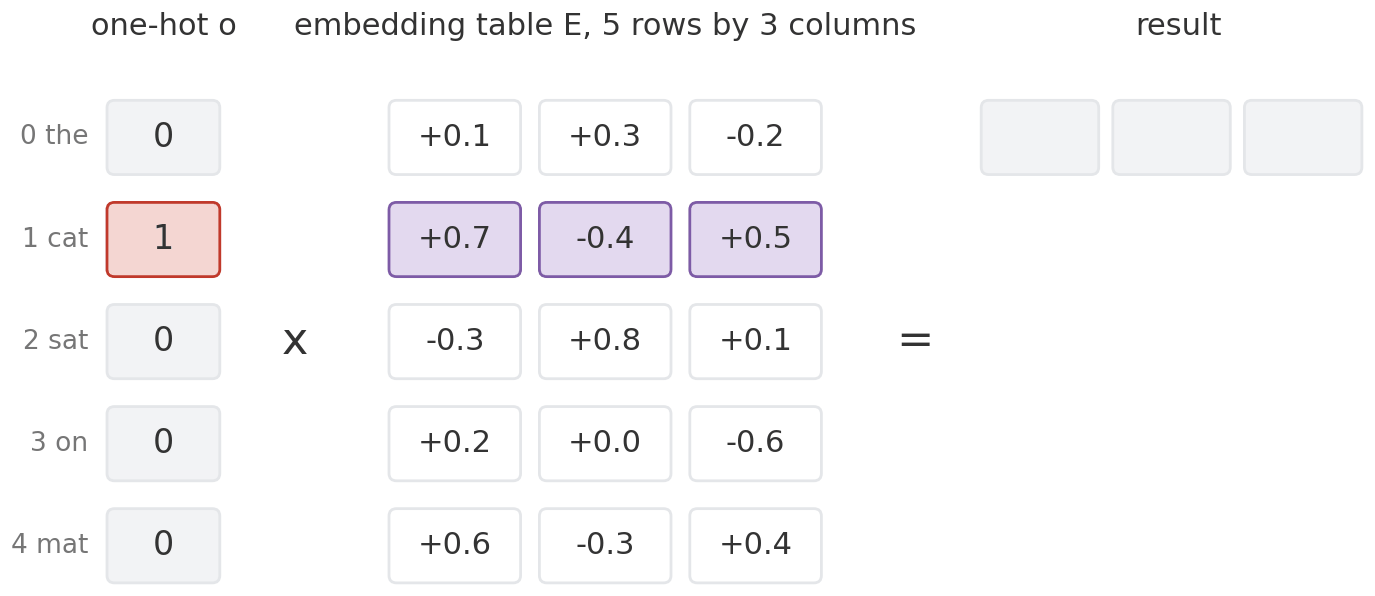 one-hot o embedding table E, 5 rows by 3 columns result
0 the 0 +0.1 +0.3 -0.2
1 cat 1 +0.7 -0.4 +0.5
2 sat 0 x -0.3 +0.8 +0.1 =
3 on 0 +0.2 +0.0 -0.6
4 mat 0 +0.6 -0.3 +0.4